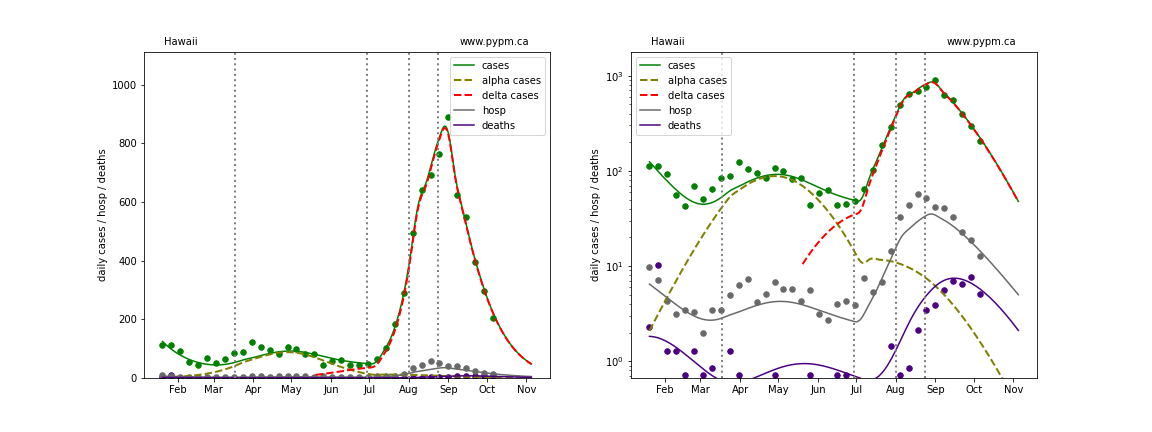 Hawaii
www.pypm.ca
daily cases / hosp / deaths
1000
800
600
400
200
0
cases
alpha cases
delta cases
hosp
deaths
Feb Mar Apr May Jun Jul Aug Sep Oct Nov
Hawaii
www.pypm.ca
daily cases / hosp / deaths
10³
10²
10¹
10⁰
cases
alpha cases
delta cases
hosp
deaths
Feb Mar Apr May Jun Jul Aug Sep Oct Nov